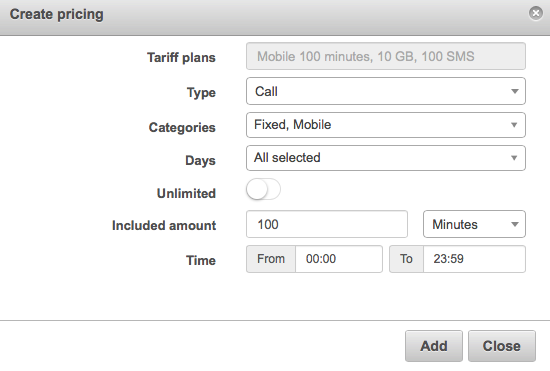 Create pricing
Tariff plans Mobile 100 minutes, 10 GB, 100 SMS
Type Call
Categories Fixed, Mobile
Days All selected
Unlimited
Included amount 100 Minutes
Time From 00:00 To 23:59
Add Close